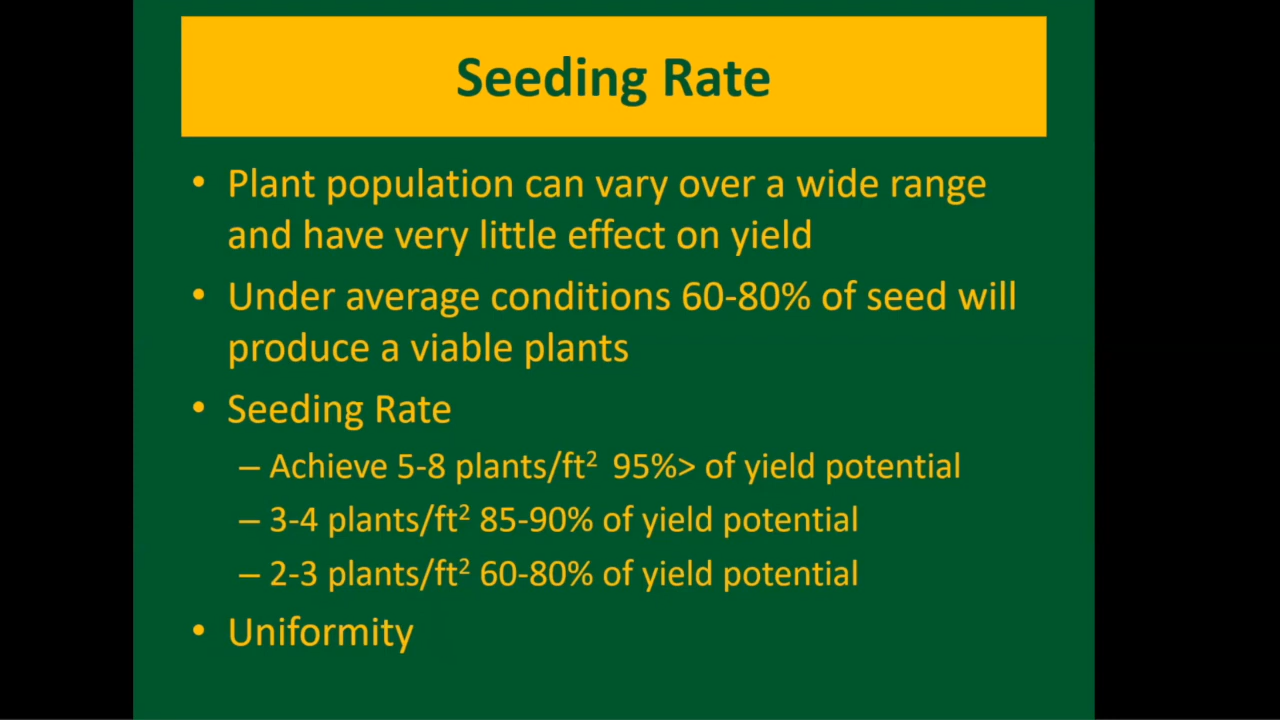 Seeding Rate
• Plant population can vary over a wide range
and have very little effect on yield
• Under average conditions 60-80% of seed will
produce a viable plants
• Seeding Rate
– Achieve 5-8 plants/ft² 95%> of yield potential
– 3-4 plants/ft² 85-90% of yield potential
– 2-3 plants/ft² 60-80% of yield potential
• Uniformity